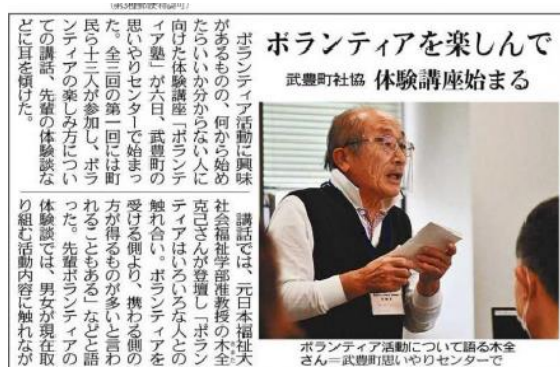 ボランティアを楽しんで
武豊町社協 体験講座始まる
ボランティア活動に興味
があるものの、何から始め
たらいいか分からない人に
向けた体験講座「ボランテ
ィア塾」が六日、武豊町の
思いやりセンターで始まっ
た。全三回の第一回には町
民ら十三人が参加し、ボラ
ンティアの楽しみ方につい
ての講話、先輩の体験談な
どに耳を傾けた。
講話では、元日本福祉大
社会福祉学部准教授の木全
克己さんが登壇し「ボラン
ティアはいろいろな人との
触れ合い。ボランティアを
受ける側より、携わる側の
方が得るものが多いと言わ
れることもある」などと語
った。先輩ボランティアの
体験談では、男女が現在取
り組む活動内容に触れなが
ボランティア活動について語る木全
さん＝武豊町思いやりセンターで